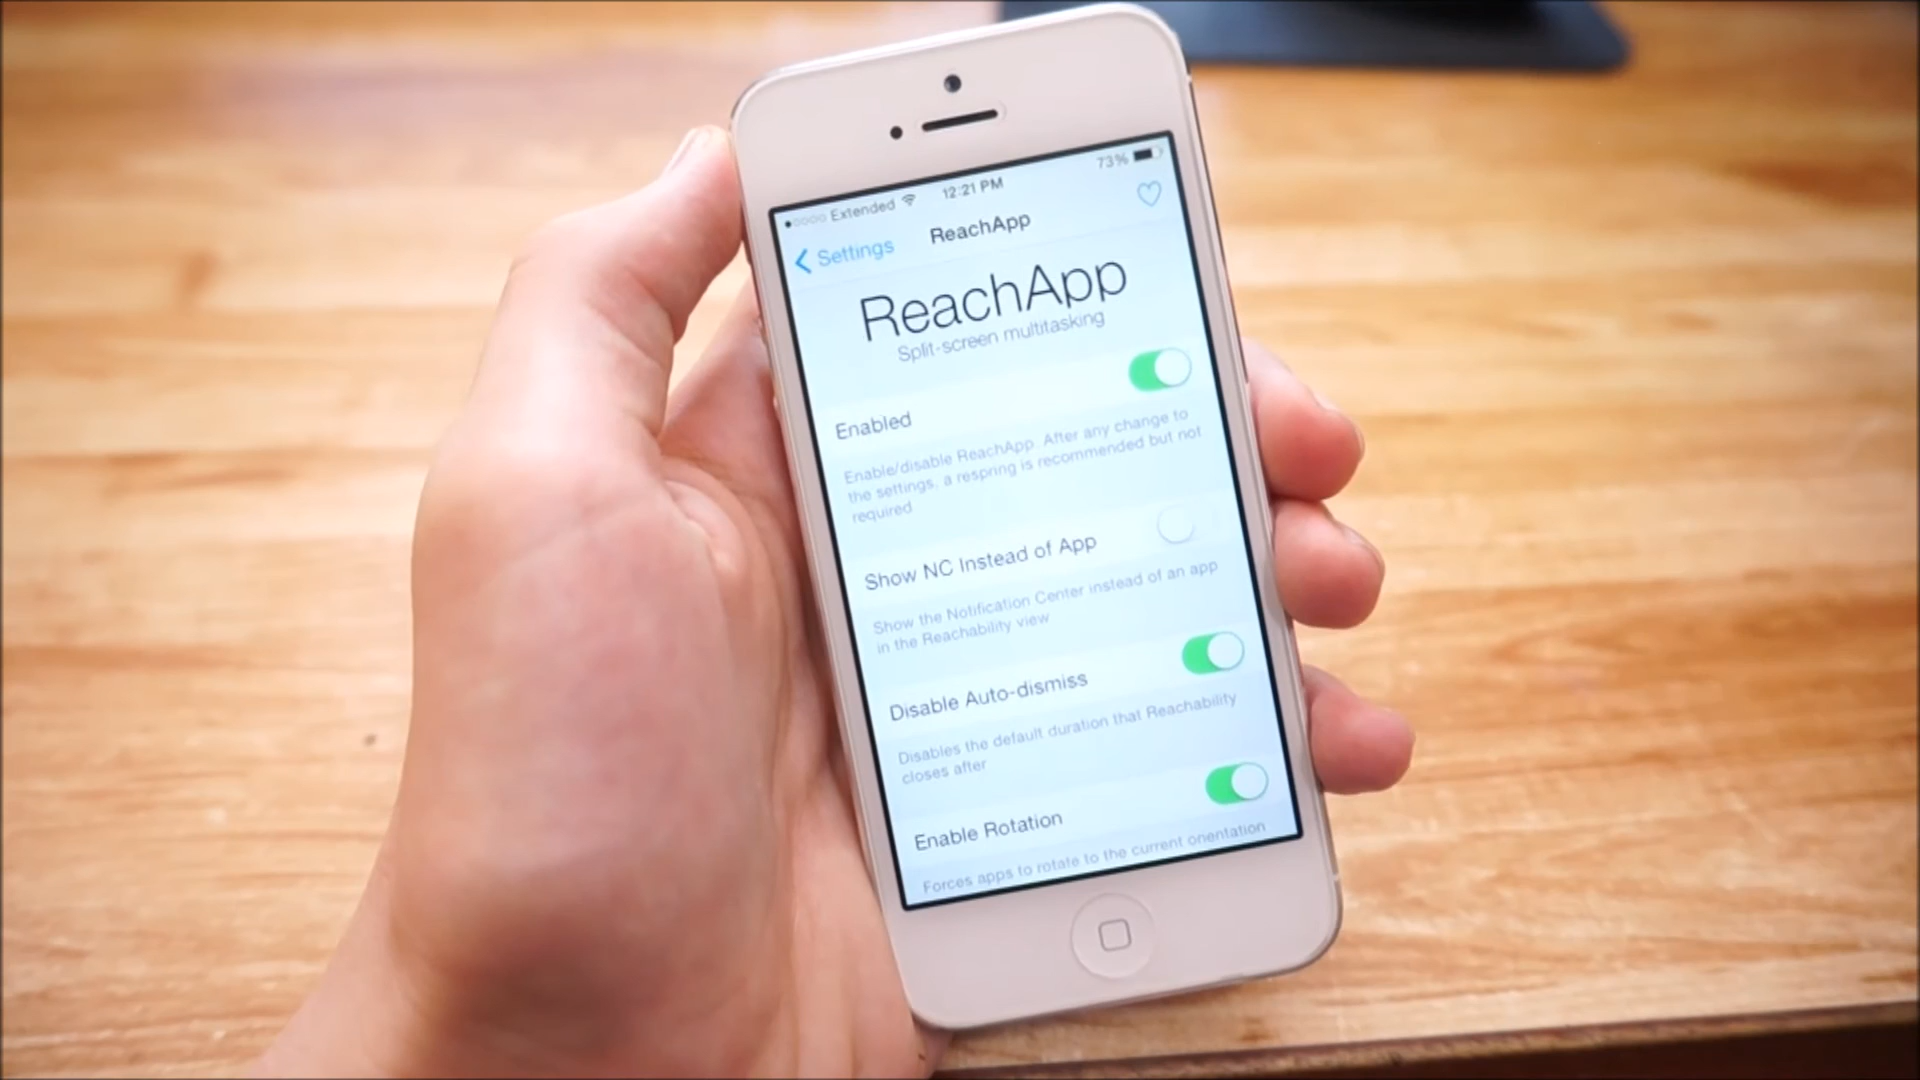 Extended 12:21 PM 73%
Settings ReachApp
ReachApp
Split-screen multitasking
Enabled
Enable/disable ReachApp. After any change to
the settings, a respring is recommended but not
required
Show NC Instead of App
Show the Notification Center instead of an app
in the Reachability view
Disable Auto-dismiss
Disables the default duration that Reachability
closes after
Enable Rotation
Forces apps to rotate to the current orientation